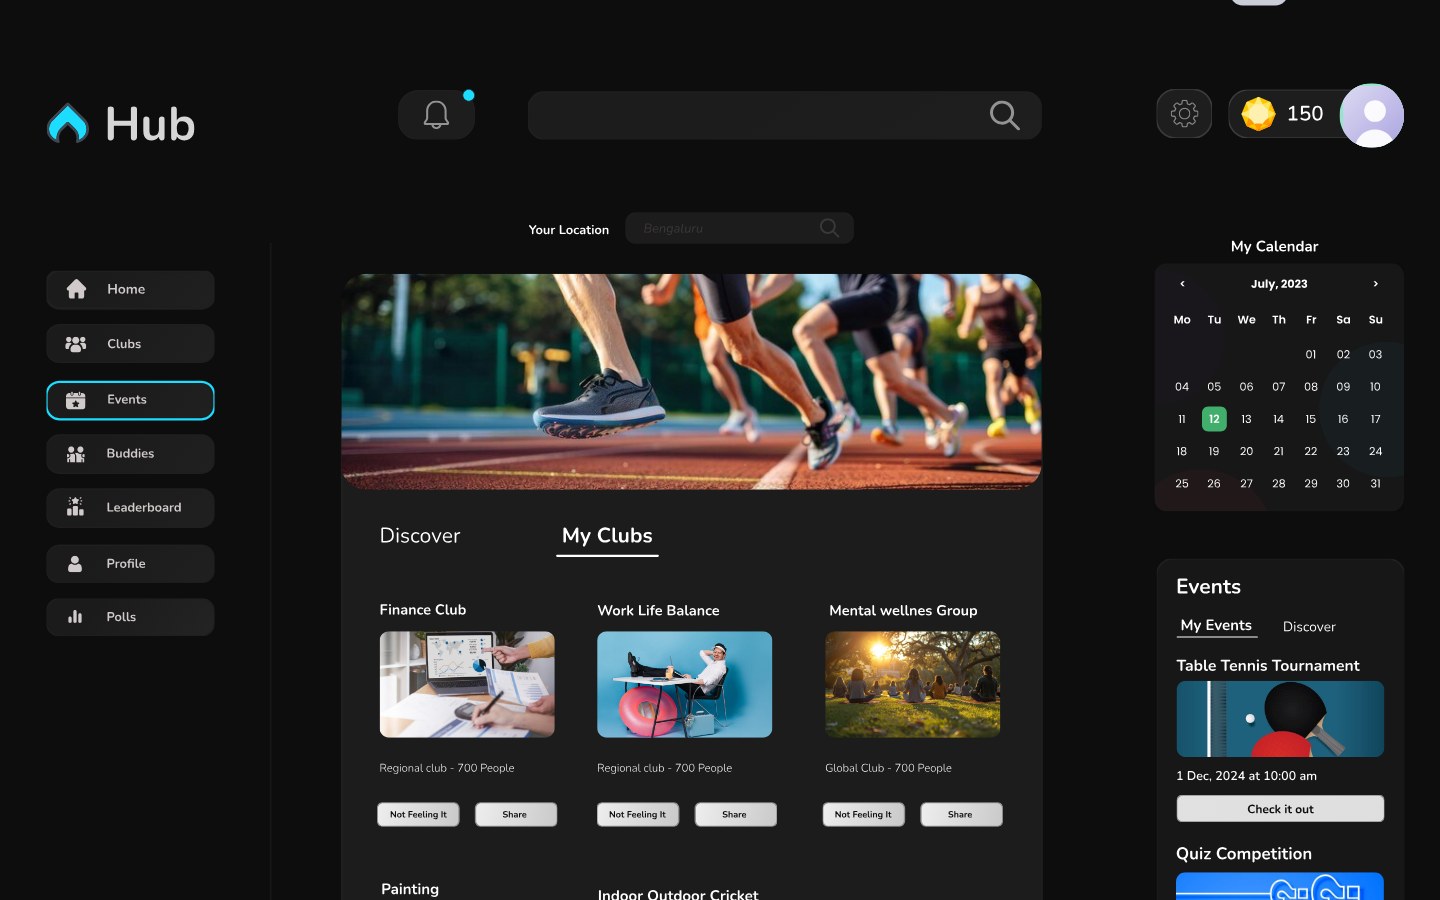 Hub
150
Your Location
Bengaluru
Home
Clubs
Events
Buddies
Leaderboard
Profile
Polls
Discover
My Clubs
Finance Club
Work Life Balance
Mental wellnes Group
Regional club - 700 People
Regional club - 700 People
Global Club - 700 People
Not Feeling It
Share
Not Feeling It
Share
Not Feeling It
Share
Painting
Indoor Outdoor Cricket
My Calendar
‹ July, 2023 ›
Mo Tu We Th Fr Sa Su
01 02 03
04 05 06 07 08 09 10
11 12 13 14 15 16 17
18 19 20 21 22 23 24
25 26 27 28 29 30 31
Events
My Events
Discover
Table Tennis Tournament
1 Dec, 2024 at 10:00 am
Check it out
Quiz Competition